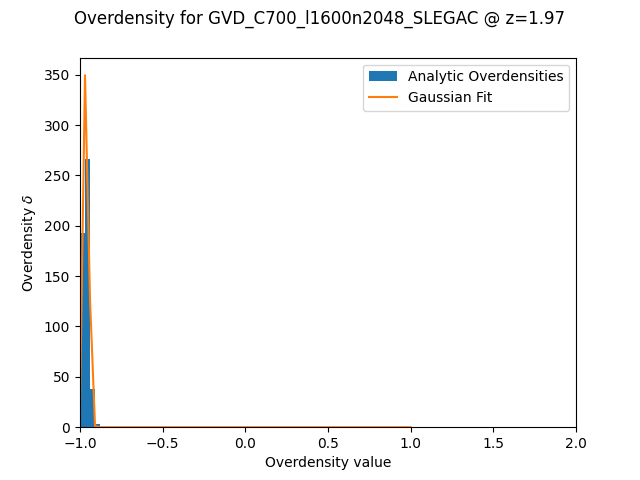 Overdensity for GVD_C700_l1600n2048_SLEGAC @ z=1.97
Analytic Overdensities
Gaussian Fit
Overdensity δ
350
300
250
200
150
100
50
0
−1.0 −0.5 0.0 0.5 1.0 1.5 2.0
Overdensity value